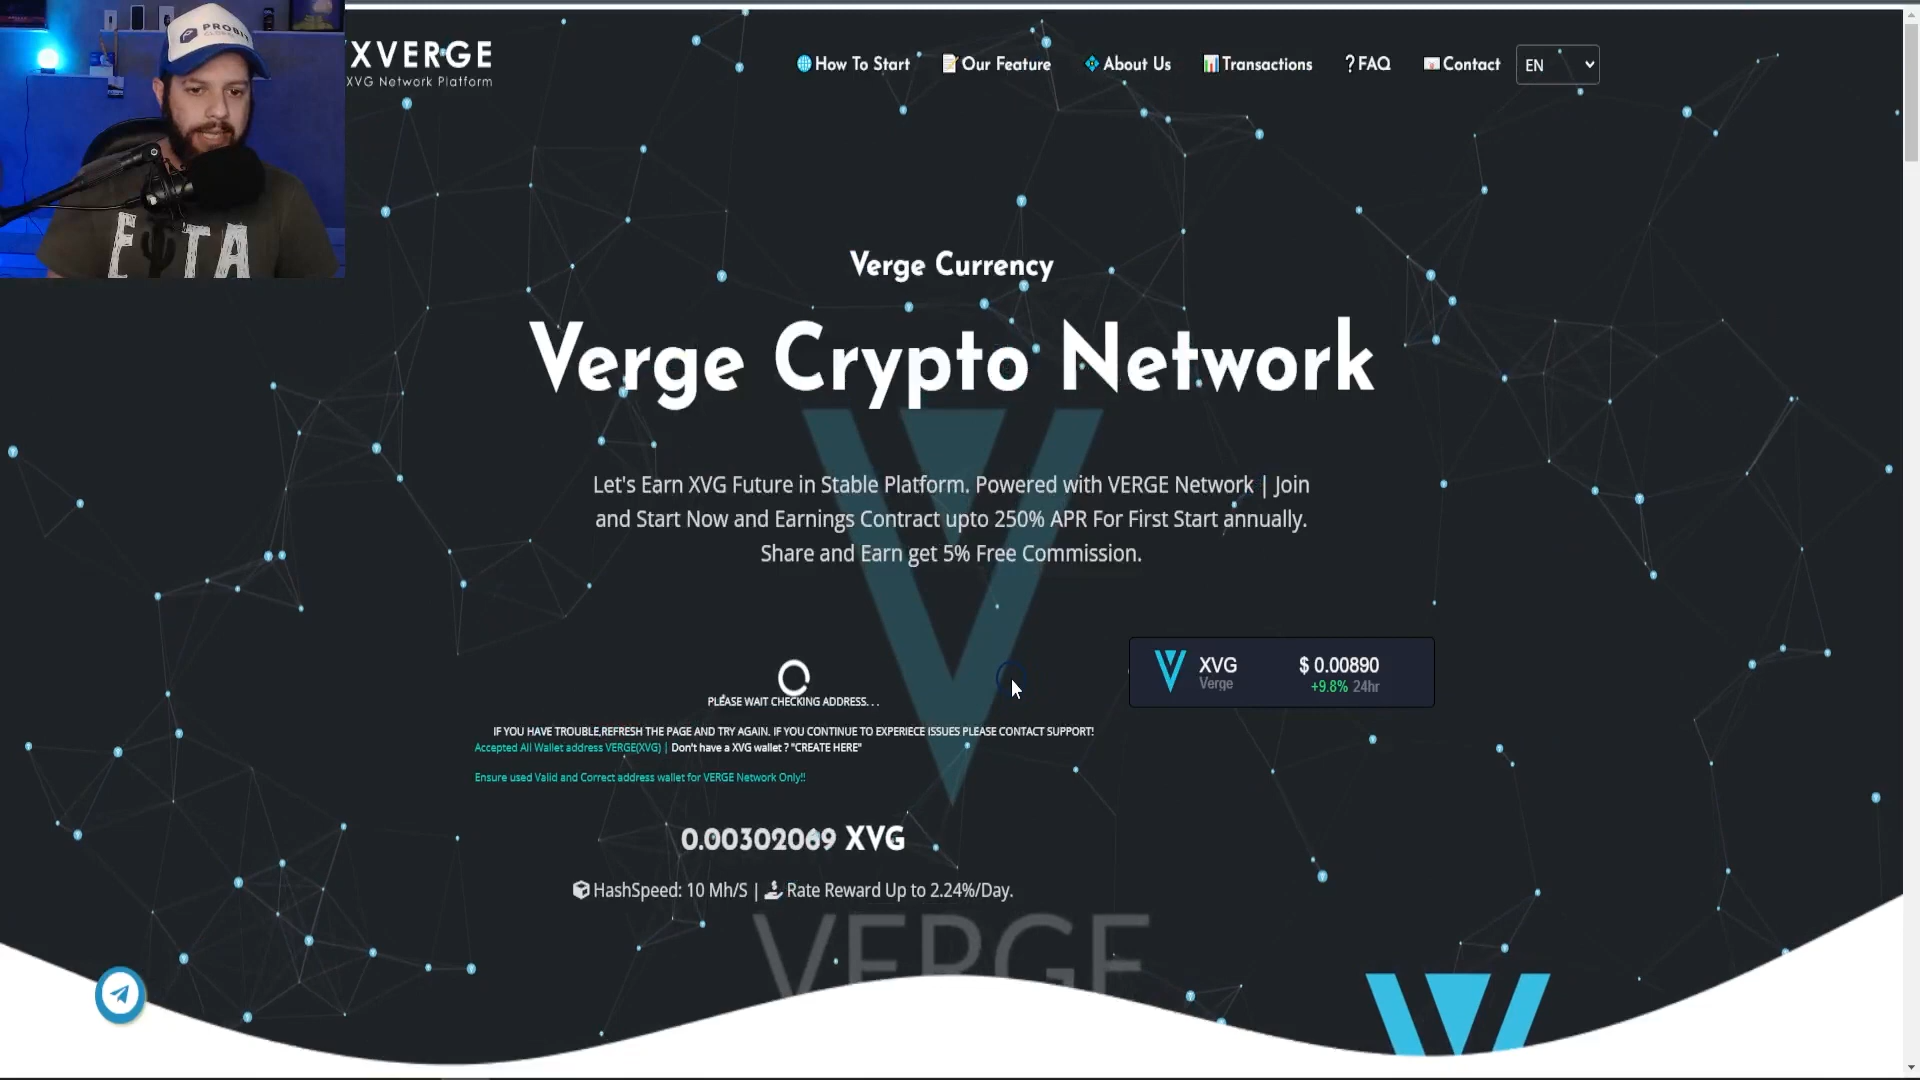 PROBIT
GLOBAL
XVERGE
XVG Network Platform
How To Start
Our Feature
About Us
Transactions
?FAQ
Contact
EN
Verge Currency
Verge Crypto Network
Let's Earn XVG Future in Stable Platform. Powered with VERGE Network | Join
and Start Now and Earnings Contract upto 250% APR For First Start annually.
Share and Earn get 5% Free Commission.
XVG
Verge
$ 0.00890
+9.8% 24hr
PLEASE WAIT CHECKING ADDRESS...
IF YOU HAVE TROUBLE,REFRESH THE PAGE AND TRY AGAIN. IF YOU CONTINUE TO EXPERIECE ISSUES PLEASE CONTACT SUPPORT!
Accepted All Wallet address VERGE(XVG) | Don't have a XVG wallet ? "CREATE HERE"
Ensure used Valid and Correct address wallet for VERGE Network Only!!
0.00302069 XVG
HashSpeed: 10 Mh/S | Rate Reward Up to 2.24%/Day.
VERGE